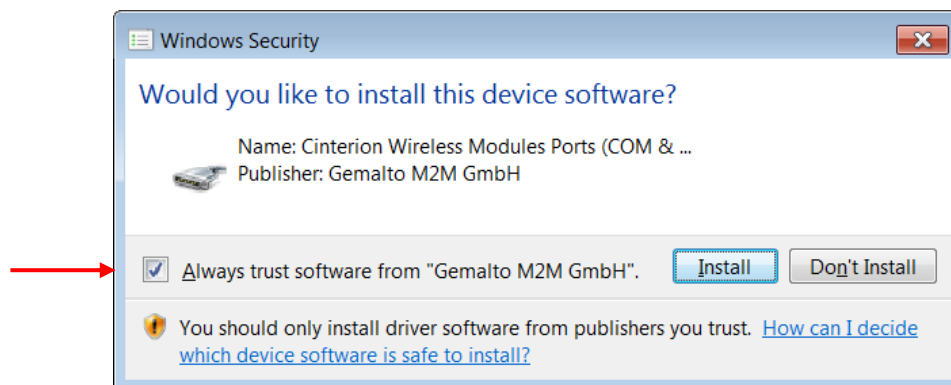 Windows Security
Would you like to install this device software?
Name: Cinterion Wireless Modules Ports (COM & ...
Publisher: Gemalto M2M GmbH
Always trust software from "Gemalto M2M GmbH".
Install
Don't Install
You should only install driver software from publishers you trust. How can I decide
which device software is safe to install?